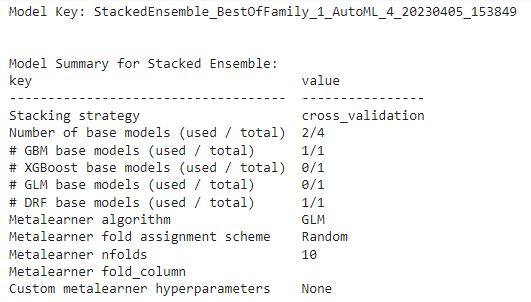 Model Key: StackedEnsemble_BestOfFamily_1_AutoML_4_20230405_153849
Model Summary for Stacked Ensemble:
key                                  value
-----------------------------------  ----------------
Stacking strategy                    cross_validation
Number of base models (used / total)  2/4
# GBM base models (used / total)     1/1
# XGBoost base models (used / total)  0/1
# GLM base models (used / total)     0/1
# DRF base models (used / total)     1/1
Metalearner algorithm                GLM
Metalearner fold assignment scheme   Random
Metalearner nfolds                   10
Metalearner fold_column
Custom metalearner hyperparameters   None